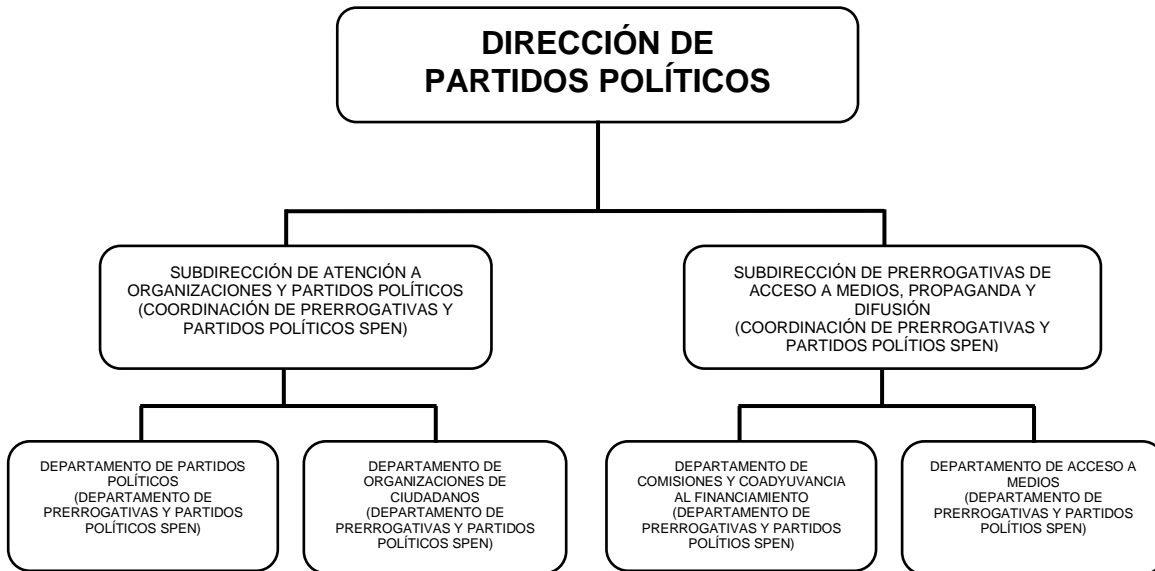 DIRECCIÓN DE
PARTIDOS POLÍTICOS
SUBDIRECCIÓN DE ATENCIÓN A
ORGANIZACIONES Y PARTIDOS POLÍTICOS
(COORDINACIÓN DE PRERROGATIVAS Y
PARTIDOS POLÍTICOS SPEN)
SUBDIRECCIÓN DE PRERROGATIVAS DE
ACCESO A MEDIOS, PROPAGANDA Y
DIFUSIÓN
(COORDINACIÓN DE PRERROGATIVAS Y
PARTIDOS POLÍTIOS SPEN)
DEPARTAMENTO DE PARTIDOS
POLÍTICOS
(DEPARTAMENTO DE
PRERROGATIVAS Y PARTIDOS
POLÍTICOS SPEN)
DEPARTAMENTO DE
ORGANIZACIONES DE
CIUDADANOS
(DEPARTAMENTO DE
PRERROGATIVAS Y PARTIDOS
POLÍTICOS SPEN)
DEPARTAMENTO DE
COMISIONES Y COADYUVANCIA
AL FINANCIAMIENTO
(DEPARTAMENTO DE
PRERROGATIVAS Y PARTIDOS
POLÍTIOS SPEN)
DEPARTAMENTO DE ACCESO A
MEDIOS
(DEPARTAMENTO DE
PRERROGATIVAS Y PARTIDOS
POLÍTIOS SPEN)